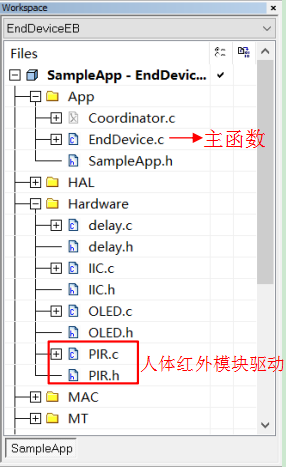 Workspace
EndDeviceEB
Files
SampleApp - EndDevic...
App
Coordinator.c
EndDevice.c 主函数
SampleApp.h
HAL
Hardware
delay.c
delay.h
IIC.c
IIC.h
OLED.c
OLED.h
PIR.c
人体红外模块驱动
PIR.h
MAC
MT
SampleApp